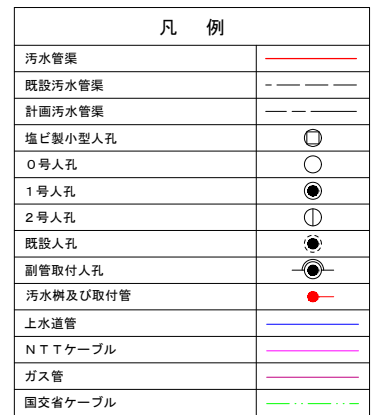 凡　例
汚水管渠
既設汚水管渠
計画汚水管渠
塩ビ製小型人孔
０号人孔
１号人孔
２号人孔
既設人孔
副管取付人孔
汚水桝及び取付管
上水道管
ＮＴＴケーブル
ガス管
国交省ケーブル